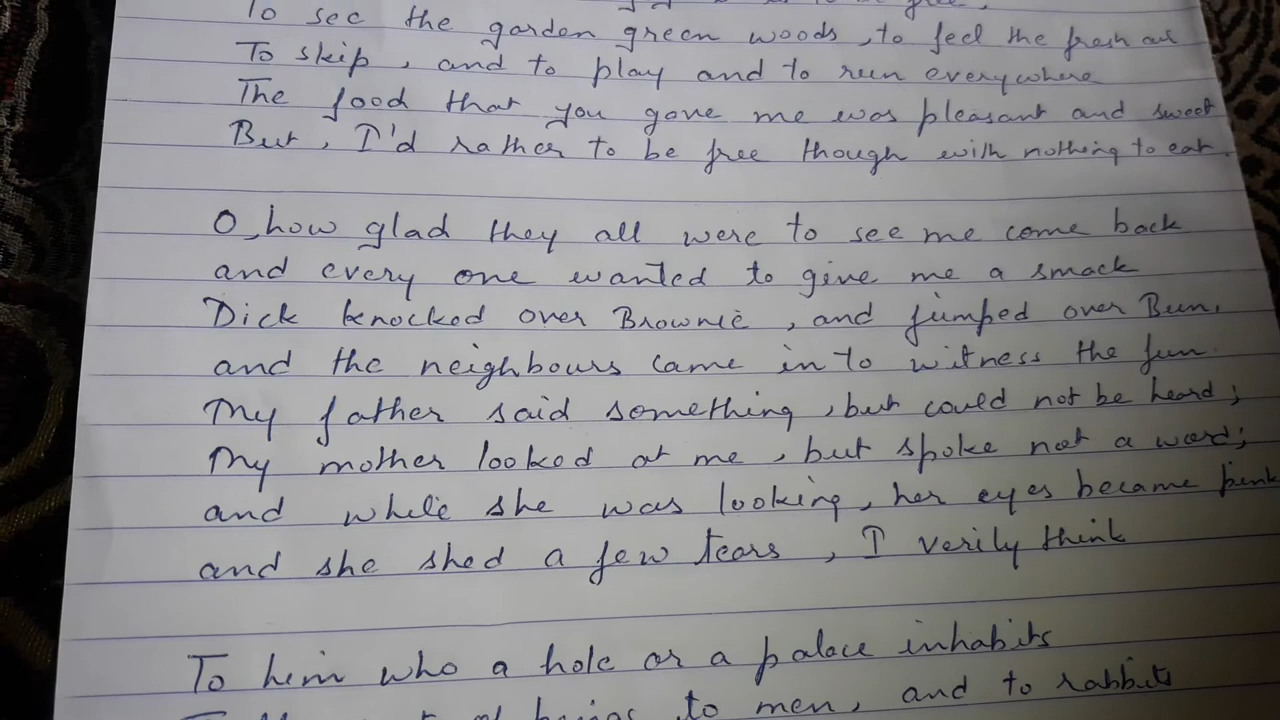 To see the garden green woods, to feel the fresh air
To skip, and to play and to run everywhere
The food that you gave me was pleasant and sweet
But, I'd rather to be free though with nothing to eat.
O, how glad they all were to see me come back
and every one wanted to give me a smack
Dick knocked over Brownie, and jumped over Bun,
and the neighbours came in to witness the fun.
My father said something, but could not be heard;
My mother looked at me, but spoke not a word;
and while she was looking, her eyes became pink
and she shed a few tears, I verily think
To him who a hole or a palace inhabits
beings, to men, and to rabbits